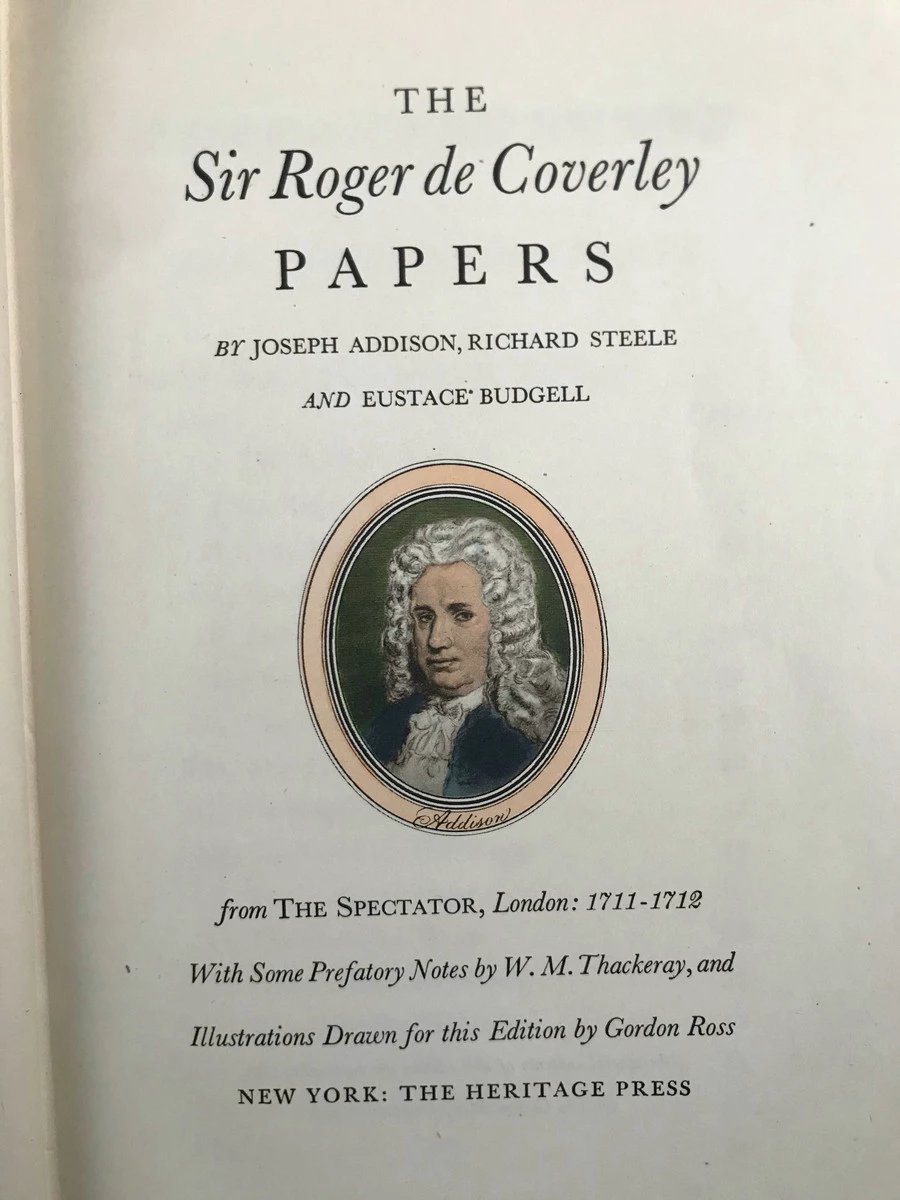 THE
Sir Roger de Coverley
PAPERS
BY JOSEPH ADDISON, RICHARD STEELE
AND EUSTACE BUDGELL
Addison
from THE SPECTATOR, London: 1711-1712
With Some Prefatory Notes by W. M. Thackeray, and
Illustrations Drawn for this Edition by Gordon Ross
NEW YORK: THE HERITAGE PRESS